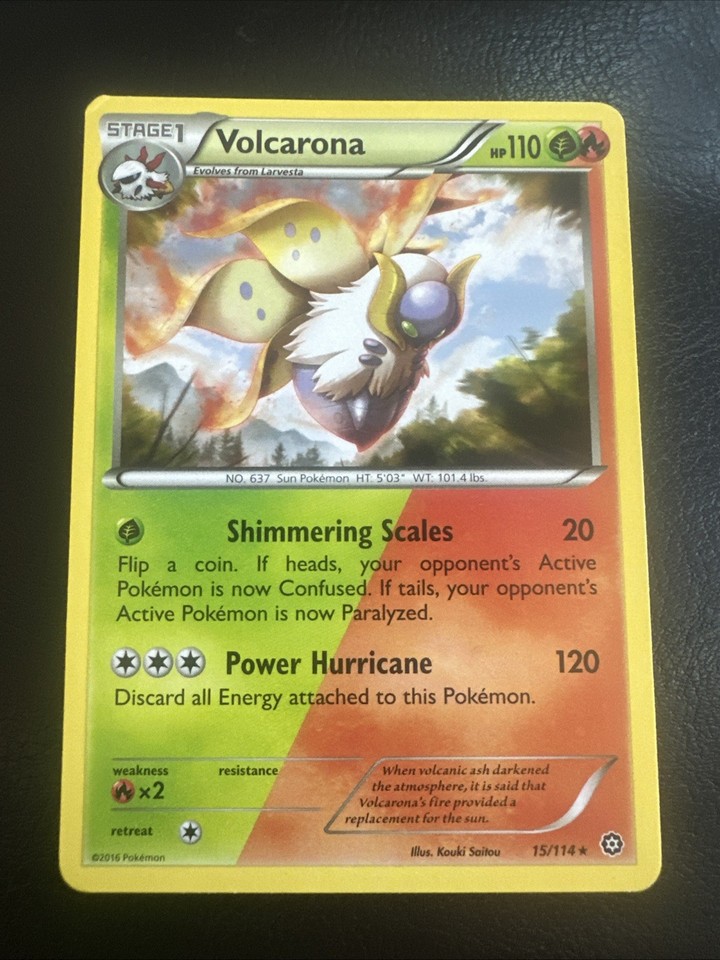 STAGE1
Volcarona
HP110
Evolves from Larvesta
NO. 637 Sun Pokémon HT: 5'03" WT: 101.4 lbs.
Shimmering Scales 20
Flip a coin. If heads, your opponent's Active
Pokémon is now Confused. If tails, your opponent's
Active Pokémon is now Paralyzed.
Power Hurricane 120
Discard all Energy attached to this Pokémon.
weakness resistance
×2
retreat
When volcanic ash darkened
the atmosphere, it is said that
Volcarona's fire provided a
replacement for the sun.
©2016 Pokémon
Illus. Kouki Saitou 15/114★